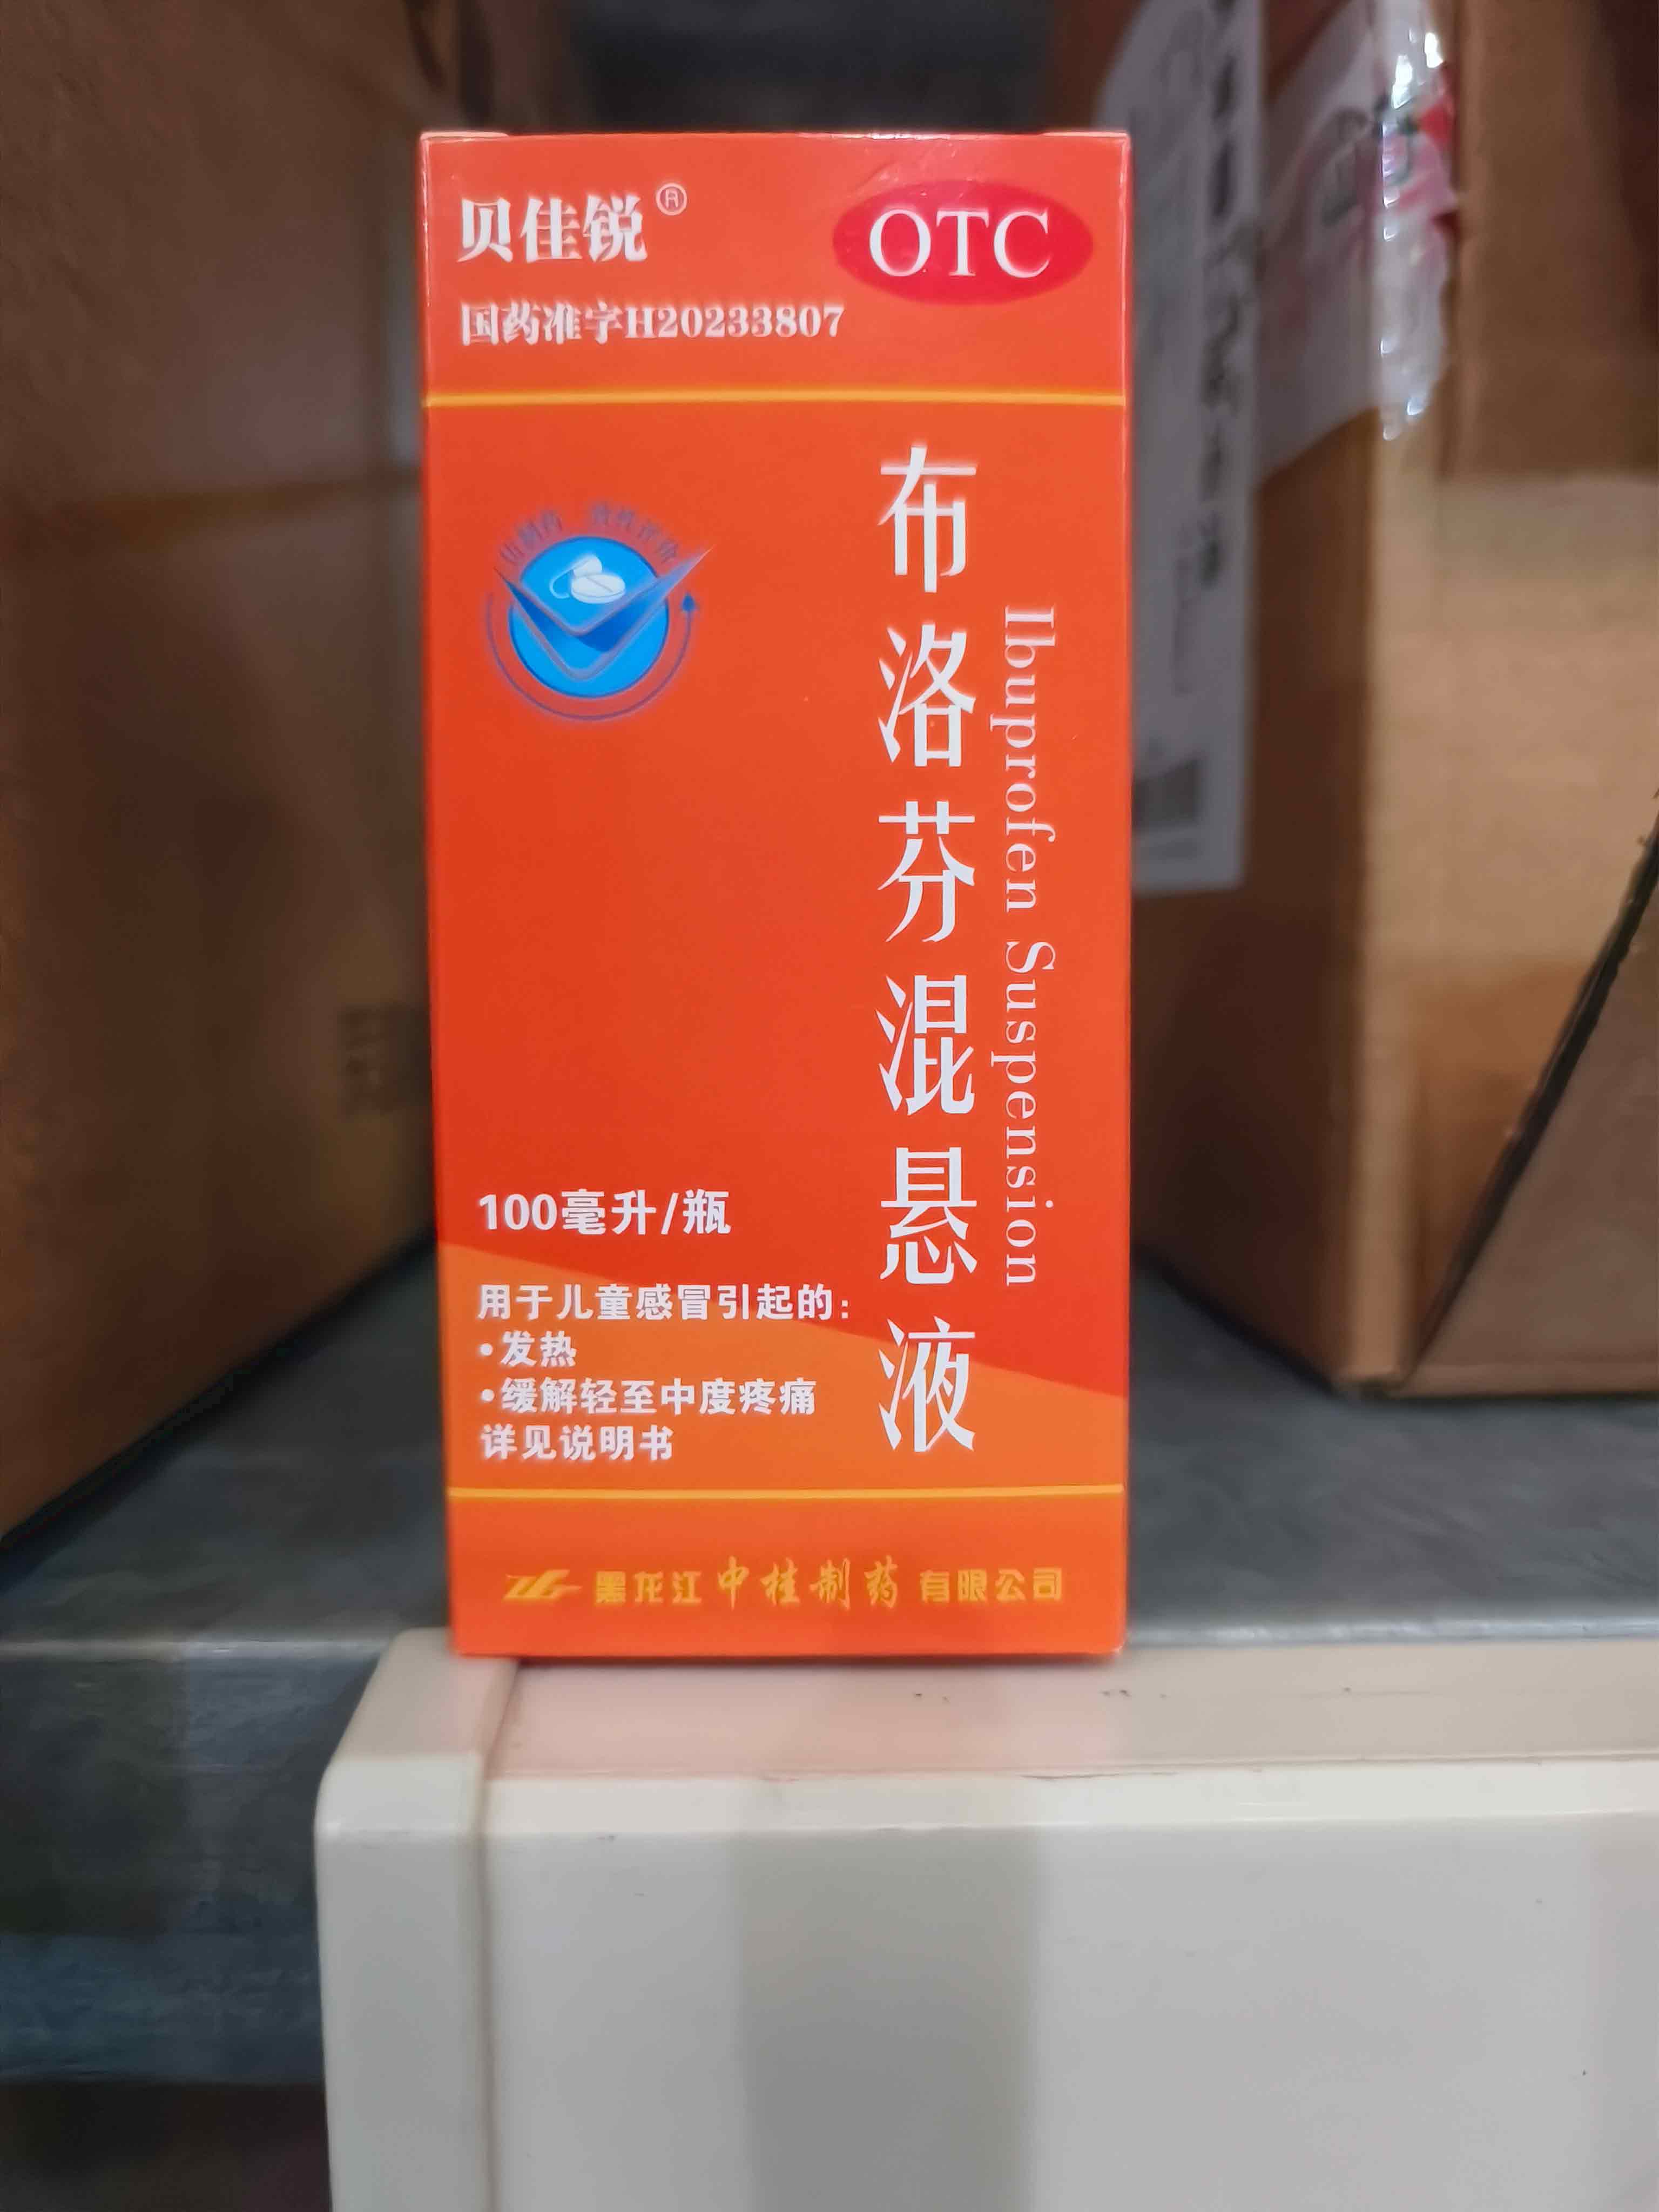 贝佳锐®
OTC
国药准字H20233807
布洛芬混悬液
Ibuprofen Suspension
100毫升/瓶
用于儿童感冒引起的:
•发热
•缓解轻至中度疼痛
详见说明书
黑龙江中桂制药有限公司